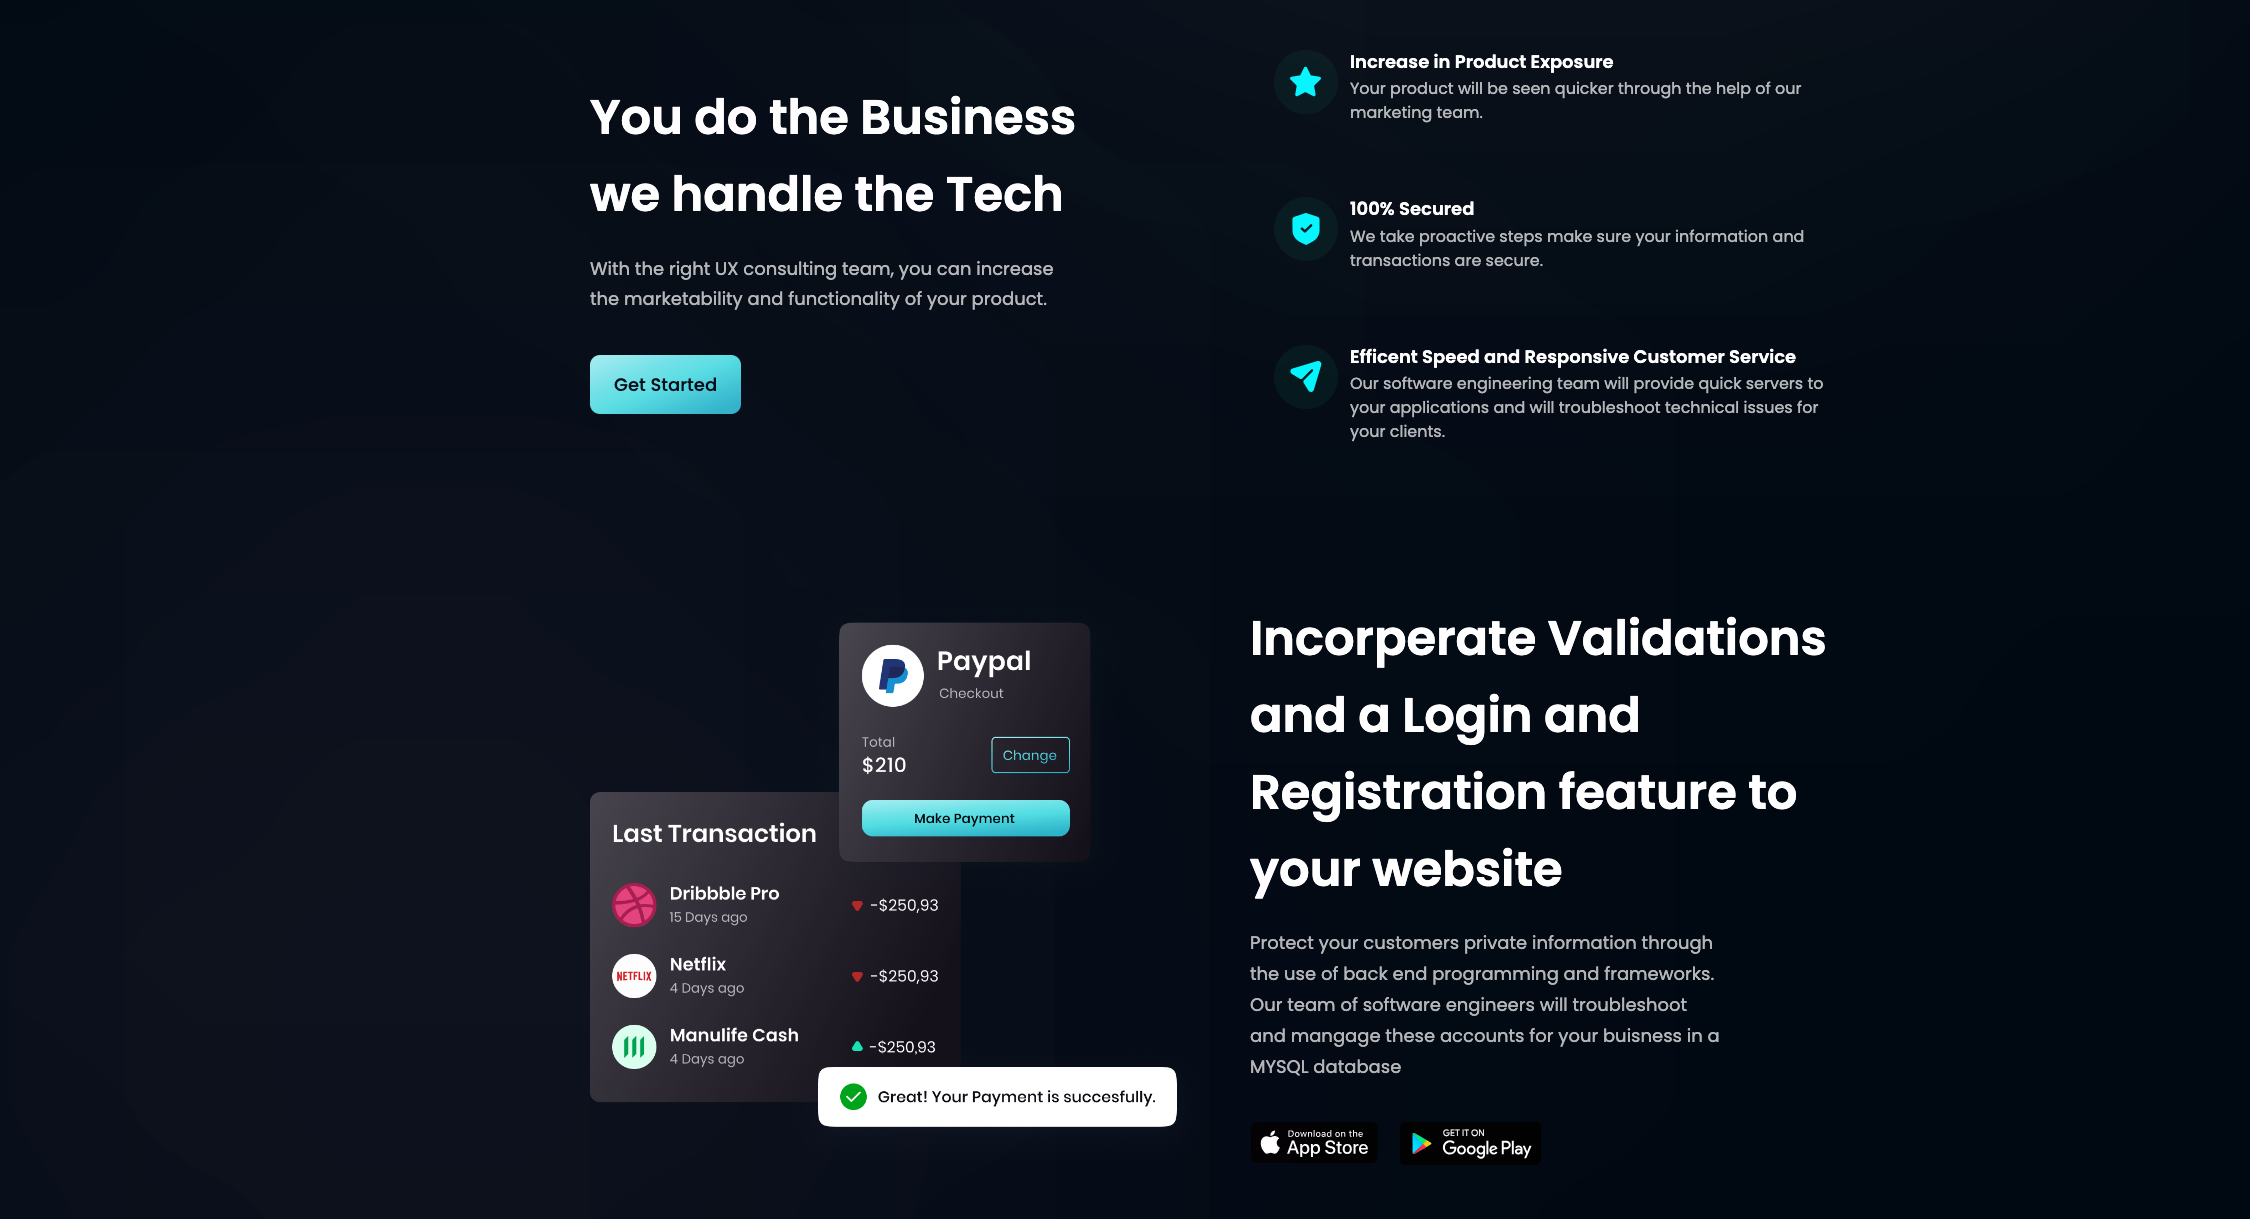 You do the Business
we handle the Tech
With the right UX consulting team, you can increase
the marketability and functionality of your product.
Get Started
Increase in Product Exposure
Your product will be seen quicker through the help of our
marketing team.
100% Secured
We take proactive steps make sure your information and
transactions are secure.
Efficent Speed and Responsive Customer Service
Our software engineering team will provide quick servers to
your applications and will troubleshoot technical issues for
your clients.
Paypal
Checkout
Total
$210
Change
Make Payment
Last Transaction
Dribbble Pro
15 Days ago
-$250,93
NETFLIX
Netflix
4 Days ago
-$250,93
Manulife Cash
4 Days ago
-$250,93
Great! Your Payment is succesfully.
Incorperate Validations
and a Login and
Registration feature to
your website
Protect your customers private information through
the use of back end programming and frameworks.
Our team of software engineers will troubleshoot
and mangage these accounts for your buisness in a
MYSQL database
Download on the
App Store
GET IT ON
Google Play